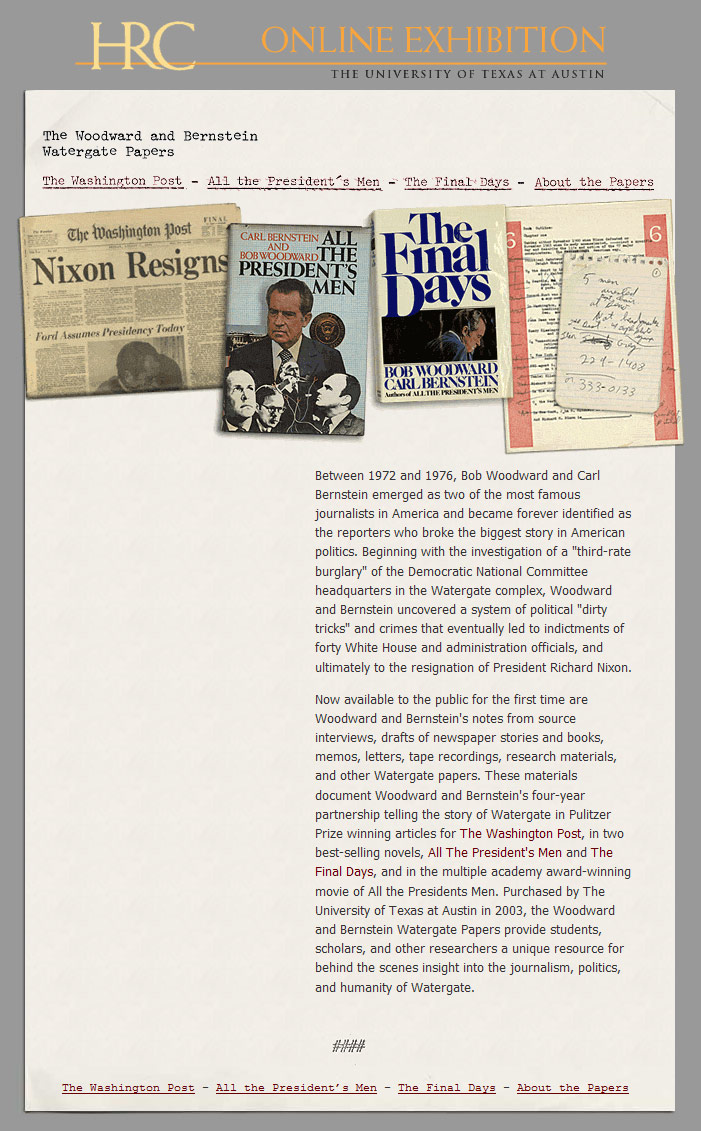 HRC ONLINE EXHIBITION
THE UNIVERSITY OF TEXAS AT AUSTIN
The Woodward and Bernstein
Watergate Papers
The Washington Post - All the President's Men - The Final Days - About the Papers
FINAL
The Washington Post
Nixon Resigns
Ford Assumes Presidency Today
CARL BERNSTEIN
AND
BOB WOODWARD
ALL
THE
PRESIDENT'S
MEN
The
Final
Days
BOB WOODWARD
CARL BERNSTEIN
Authors of ALL THE PRESIDENT'S MEN
6
6
5 men
arrested
229-1408
333-0133
Between 1972 and 1976, Bob Woodward and Carl
Bernstein emerged as two of the most famous
journalists in America and became forever identified as
the reporters who broke the biggest story in American
politics. Beginning with the investigation of a "third-rate
burglary" of the Democratic National Committee
headquarters in the Watergate complex, Woodward
and Bernstein uncovered a system of political "dirty
tricks" and crimes that eventually led to indictments of
forty White House and administration officials, and
ultimately to the resignation of President Richard Nixon.
Now available to the public for the first time are
Woodward and Bernstein's notes from source
interviews, drafts of newspaper stories and books,
memos, letters, tape recordings, research materials,
and other Watergate papers. These materials
document Woodward and Bernstein's four-year
partnership telling the story of Watergate in Pulitzer
Prize winning articles for The Washington Post, in two
best-selling novels, All The President's Men and The
Final Days, and in the multiple academy award-winning
movie of All the Presidents Men. Purchased by The
University of Texas at Austin in 2003, the Woodward
and Bernstein Watergate Papers provide students,
scholars, and other researchers a unique resource for
behind the scenes insight into the journalism, politics,
and humanity of Watergate.
####
The Washington Post - All the President's Men - The Final Days - About the Papers